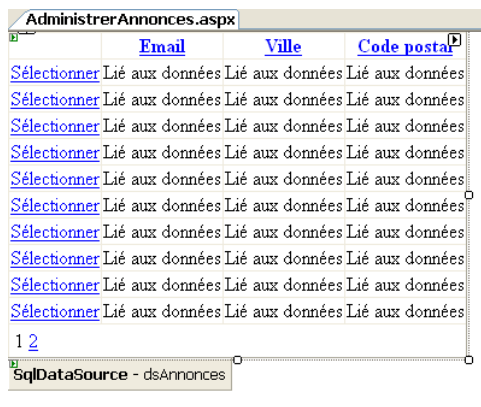 AdministrerAnnonces.aspx
Email Ville Code postal
Sélectionner Lié aux données Lié aux données Lié aux données
Sélectionner Lié aux données Lié aux données Lié aux données
Sélectionner Lié aux données Lié aux données Lié aux données
Sélectionner Lié aux données Lié aux données Lié aux données
Sélectionner Lié aux données Lié aux données Lié aux données
Sélectionner Lié aux données Lié aux données Lié aux données
Sélectionner Lié aux données Lié aux données Lié aux données
Sélectionner Lié aux données Lié aux données Lié aux données
Sélectionner Lié aux données Lié aux données Lié aux données
Sélectionner Lié aux données Lié aux données Lié aux données
1 2
SqlDataSource - dsAnnonces